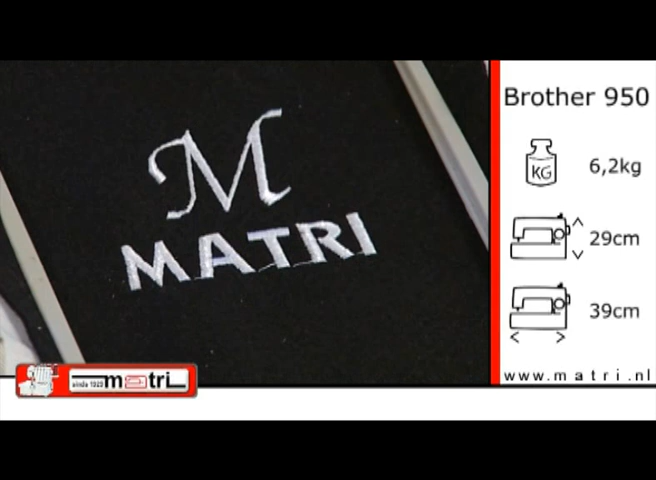 M
MATRI
sinds 1925 matri
Brother 950
KG
6,2kg
29cm
39cm
www.matri.nl